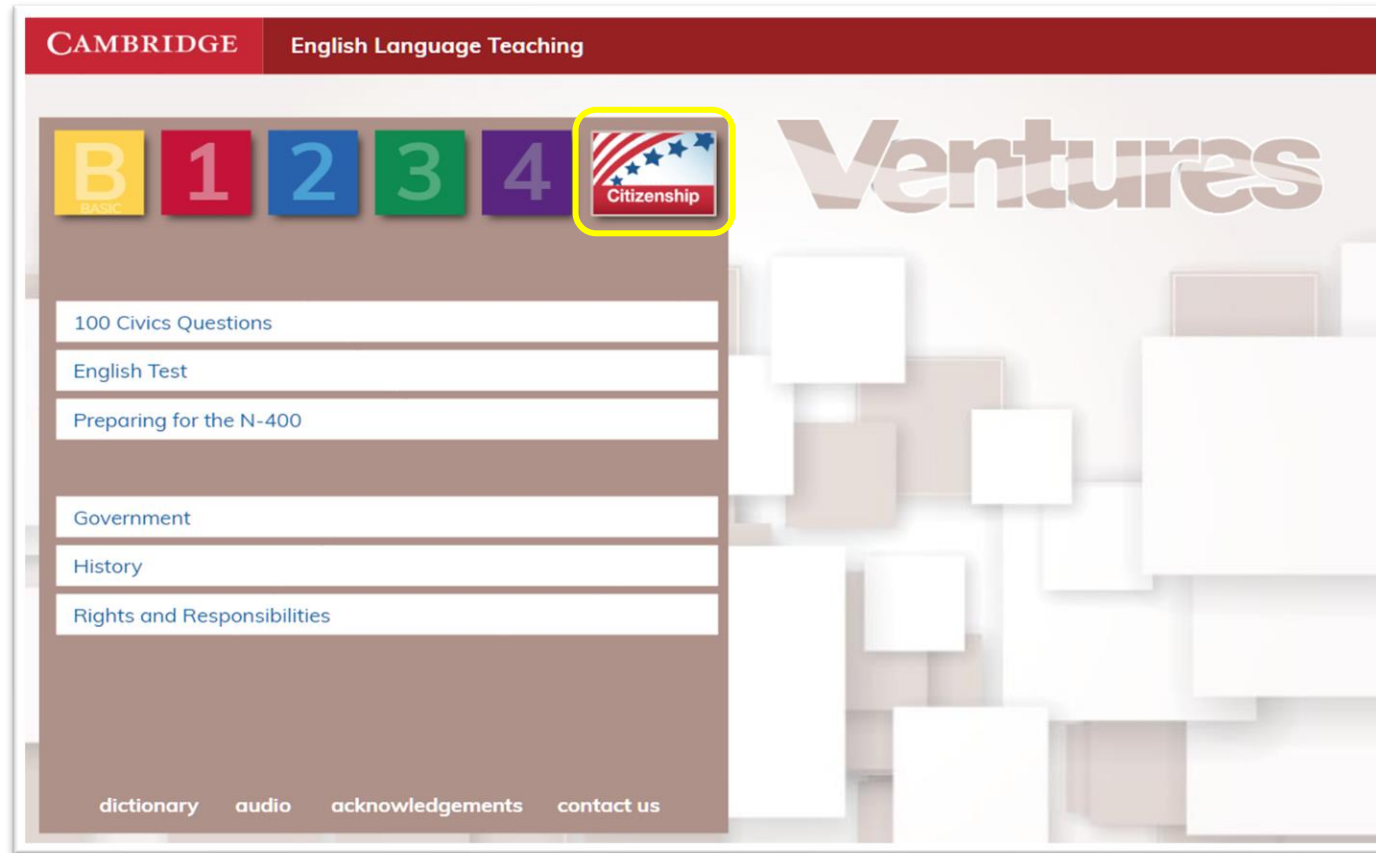 CAMBRIDGE English Language Teaching
B 1 2 3 4 Citizenship
BASIC
Ventures
100 Civics Questions
English Test
Preparing for the N-400
Government
History
Rights and Responsibilities
dictionary audio acknowledgements contact us